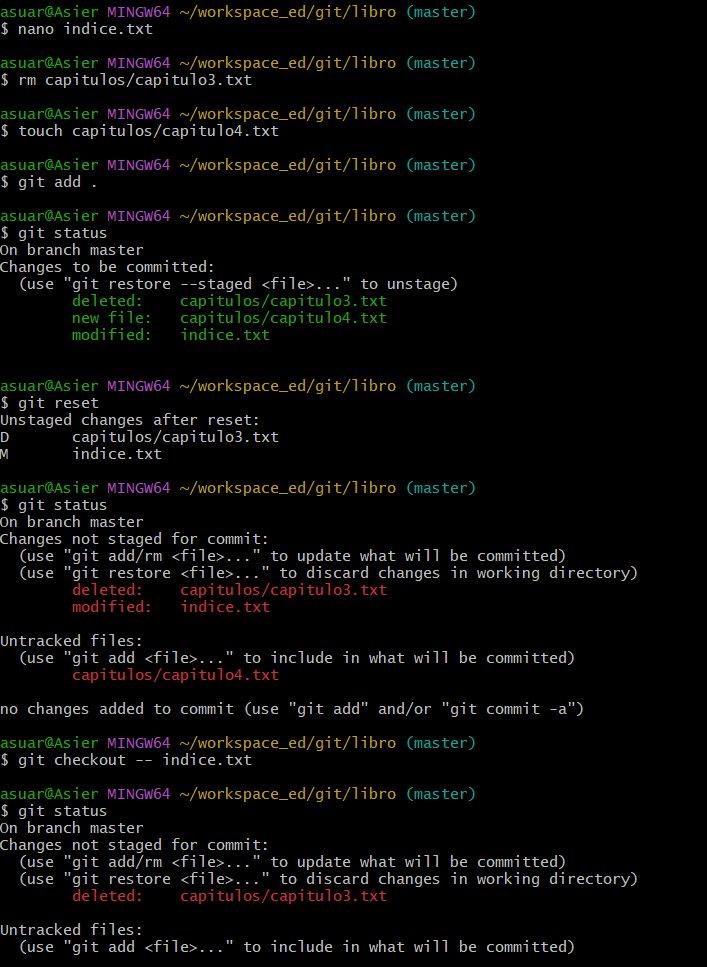 asuar@Asier MINGW64 ~/workspace_ed/git/libro (master)
$ nano indice.txt

asuar@Asier MINGW64 ~/workspace_ed/git/libro (master)
$ rm capitulos/capitulo3.txt

asuar@Asier MINGW64 ~/workspace_ed/git/libro (master)
$ touch capitulos/capitulo4.txt

asuar@Asier MINGW64 ~/workspace_ed/git/libro (master)
$ git add .

asuar@Asier MINGW64 ~/workspace_ed/git/libro (master)
$ git status
On branch master
Changes to be committed:
  (use "git restore --staged <file>..." to unstage)
        deleted:    capitulos/capitulo3.txt
        new file:   capitulos/capitulo4.txt
        modified:   indice.txt


asuar@Asier MINGW64 ~/workspace_ed/git/libro (master)
$ git reset
Unstaged changes after reset:
D       capitulos/capitulo3.txt
M       indice.txt

asuar@Asier MINGW64 ~/workspace_ed/git/libro (master)
$ git status
On branch master
Changes not staged for commit:
  (use "git add/rm <file>..." to update what will be committed)
  (use "git restore <file>..." to discard changes in working directory)
        deleted:    capitulos/capitulo3.txt
        modified:   indice.txt

Untracked files:
  (use "git add <file>..." to include in what will be committed)
        capitulos/capitulo4.txt

no changes added to commit (use "git add" and/or "git commit -a")

asuar@Asier MINGW64 ~/workspace_ed/git/libro (master)
$ git checkout -- indice.txt

asuar@Asier MINGW64 ~/workspace_ed/git/libro (master)
$ git status
On branch master
Changes not staged for commit:
  (use "git add/rm <file>..." to update what will be committed)
  (use "git restore <file>..." to discard changes in working directory)
        deleted:    capitulos/capitulo3.txt

Untracked files:
  (use "git add <file>..." to include in what will be committed)